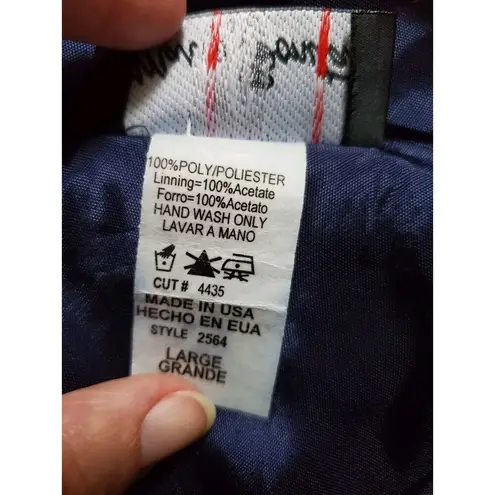 100%POLY/POLIESTER
Linning=100%Acetate
Forro=100%Acetato
HAND WASH ONLY
LAVAR A MANO
CUT # 4435
MADE IN USA
HECHO EN EUA
STYLE 2564
LARGE
GRANDE